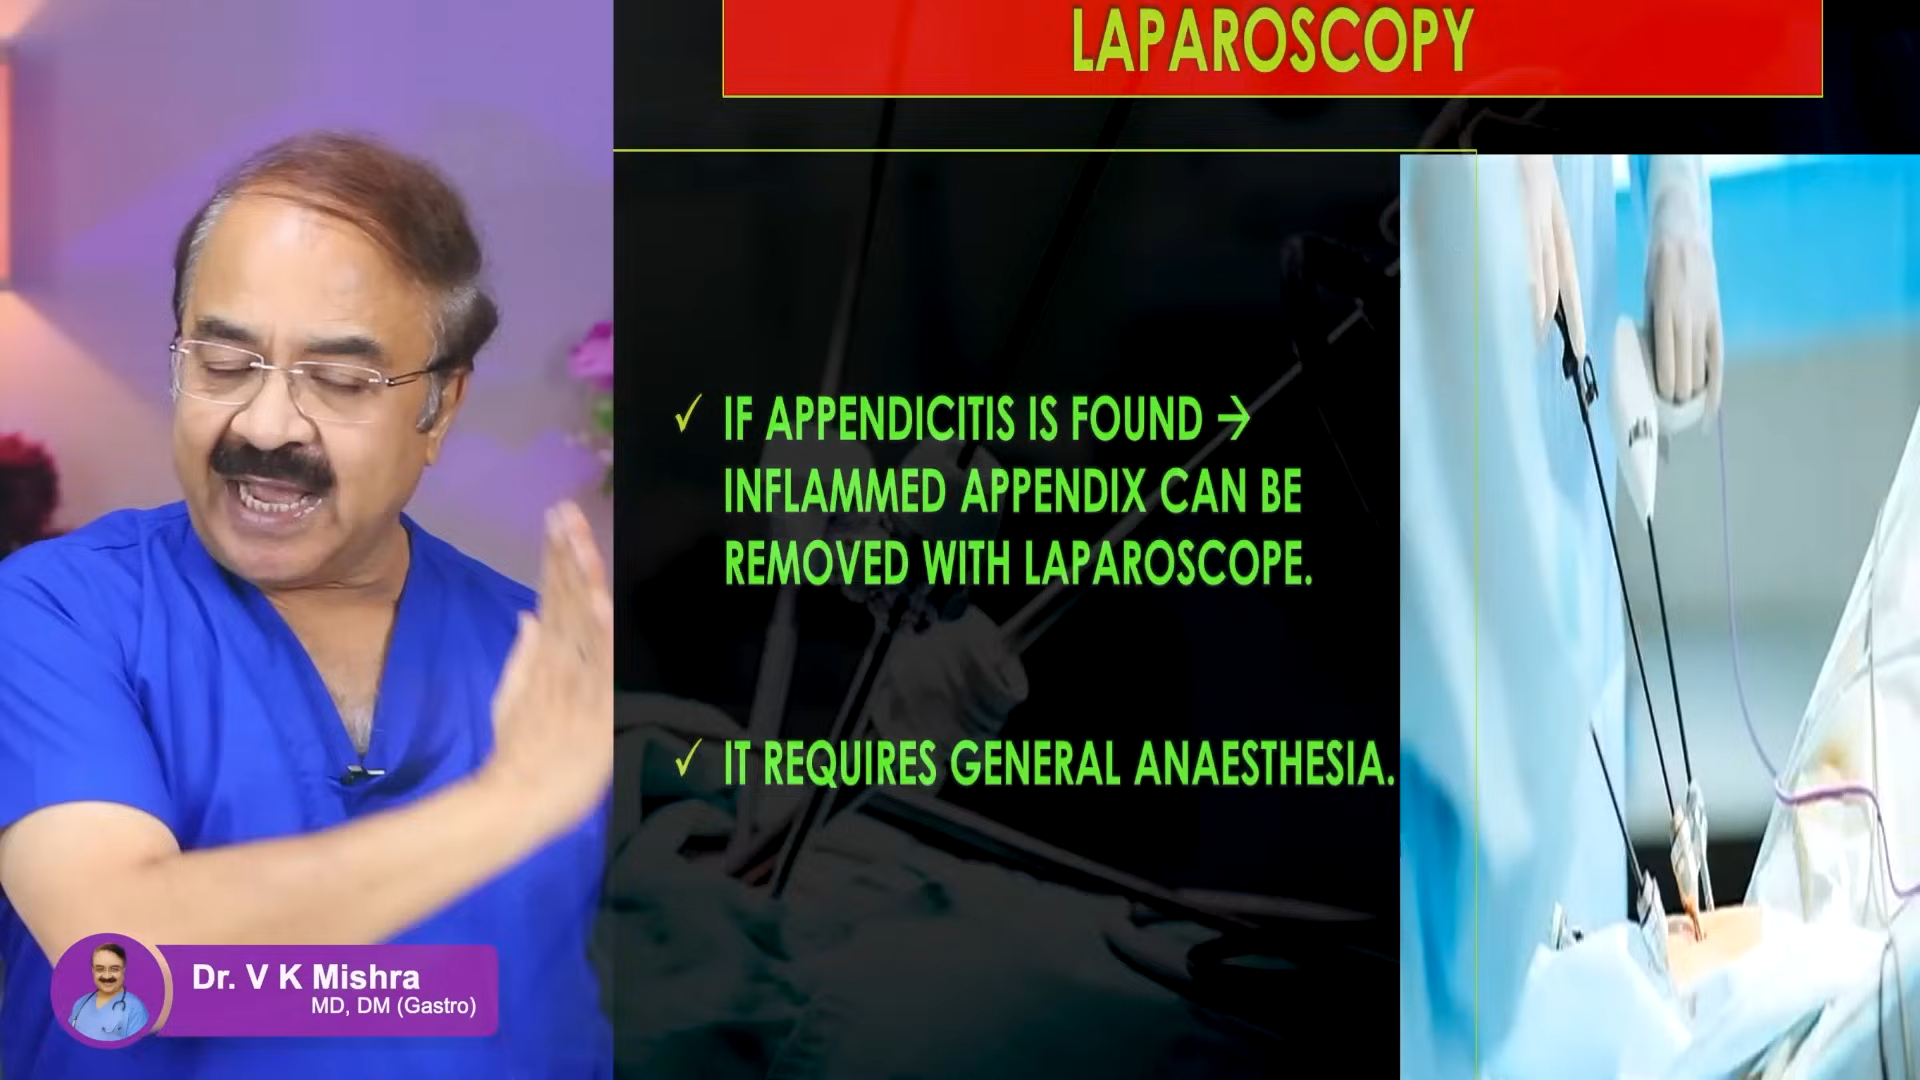 LAPAROSCOPY
✓ IF APPENDICITIS IS FOUND →
INFLAMMED APPENDIX CAN BE
REMOVED WITH LAPAROSCOPE.
✓ IT REQUIRES GENERAL ANAESTHESIA.
Dr. V K Mishra
MD, DM (Gastro)